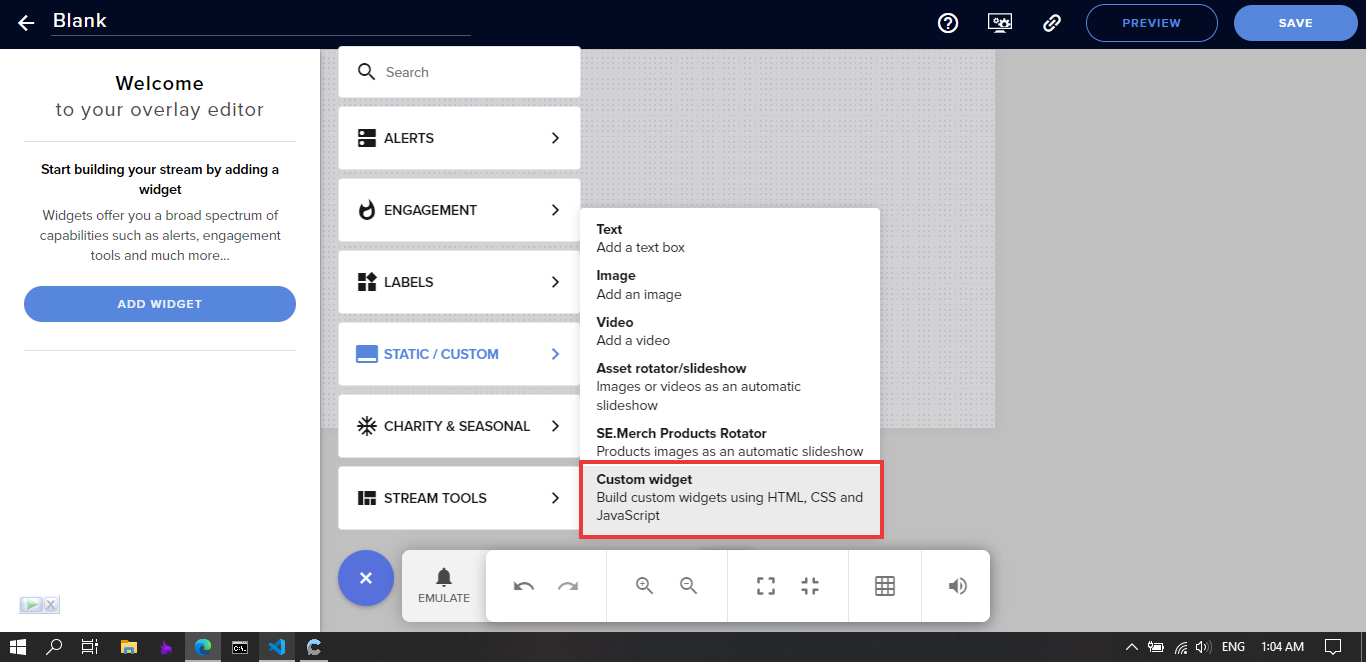 Blank
PREVIEW
SAVE
Welcome
to your overlay editor
Start building your stream by adding a
widget
Widgets offer you a broad spectrum of
capabilities such as alerts, engagement
tools and much more...
ADD WIDGET
Search
ALERTS
ENGAGEMENT
LABELS
STATIC / CUSTOM
CHARITY & SEASONAL
STREAM TOOLS
Text
Add a text box
Image
Add an image
Video
Add a video
Asset rotator/slideshow
Images or videos as an automatic
slideshow
SE.Merch Products Rotator
Products images as an automatic slideshow
Custom widget
Build custom widgets using HTML, CSS and
JavaScript
EMULATE
ENG
1:04 AM